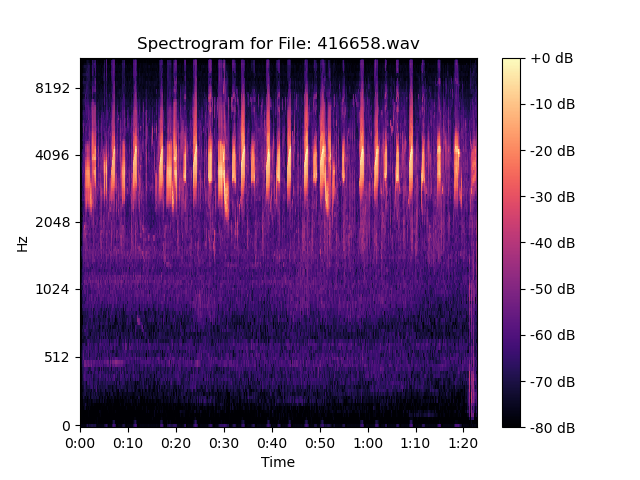 Spectrogram for File: 416658.wav
Hz
8192
4096
2048
1024
512
0
0:00 0:10 0:20 0:30 0:40 0:50 1:00 1:10 1:20
Time
+0 dB
-10 dB
-20 dB
-30 dB
-40 dB
-50 dB
-60 dB
-70 dB
-80 dB